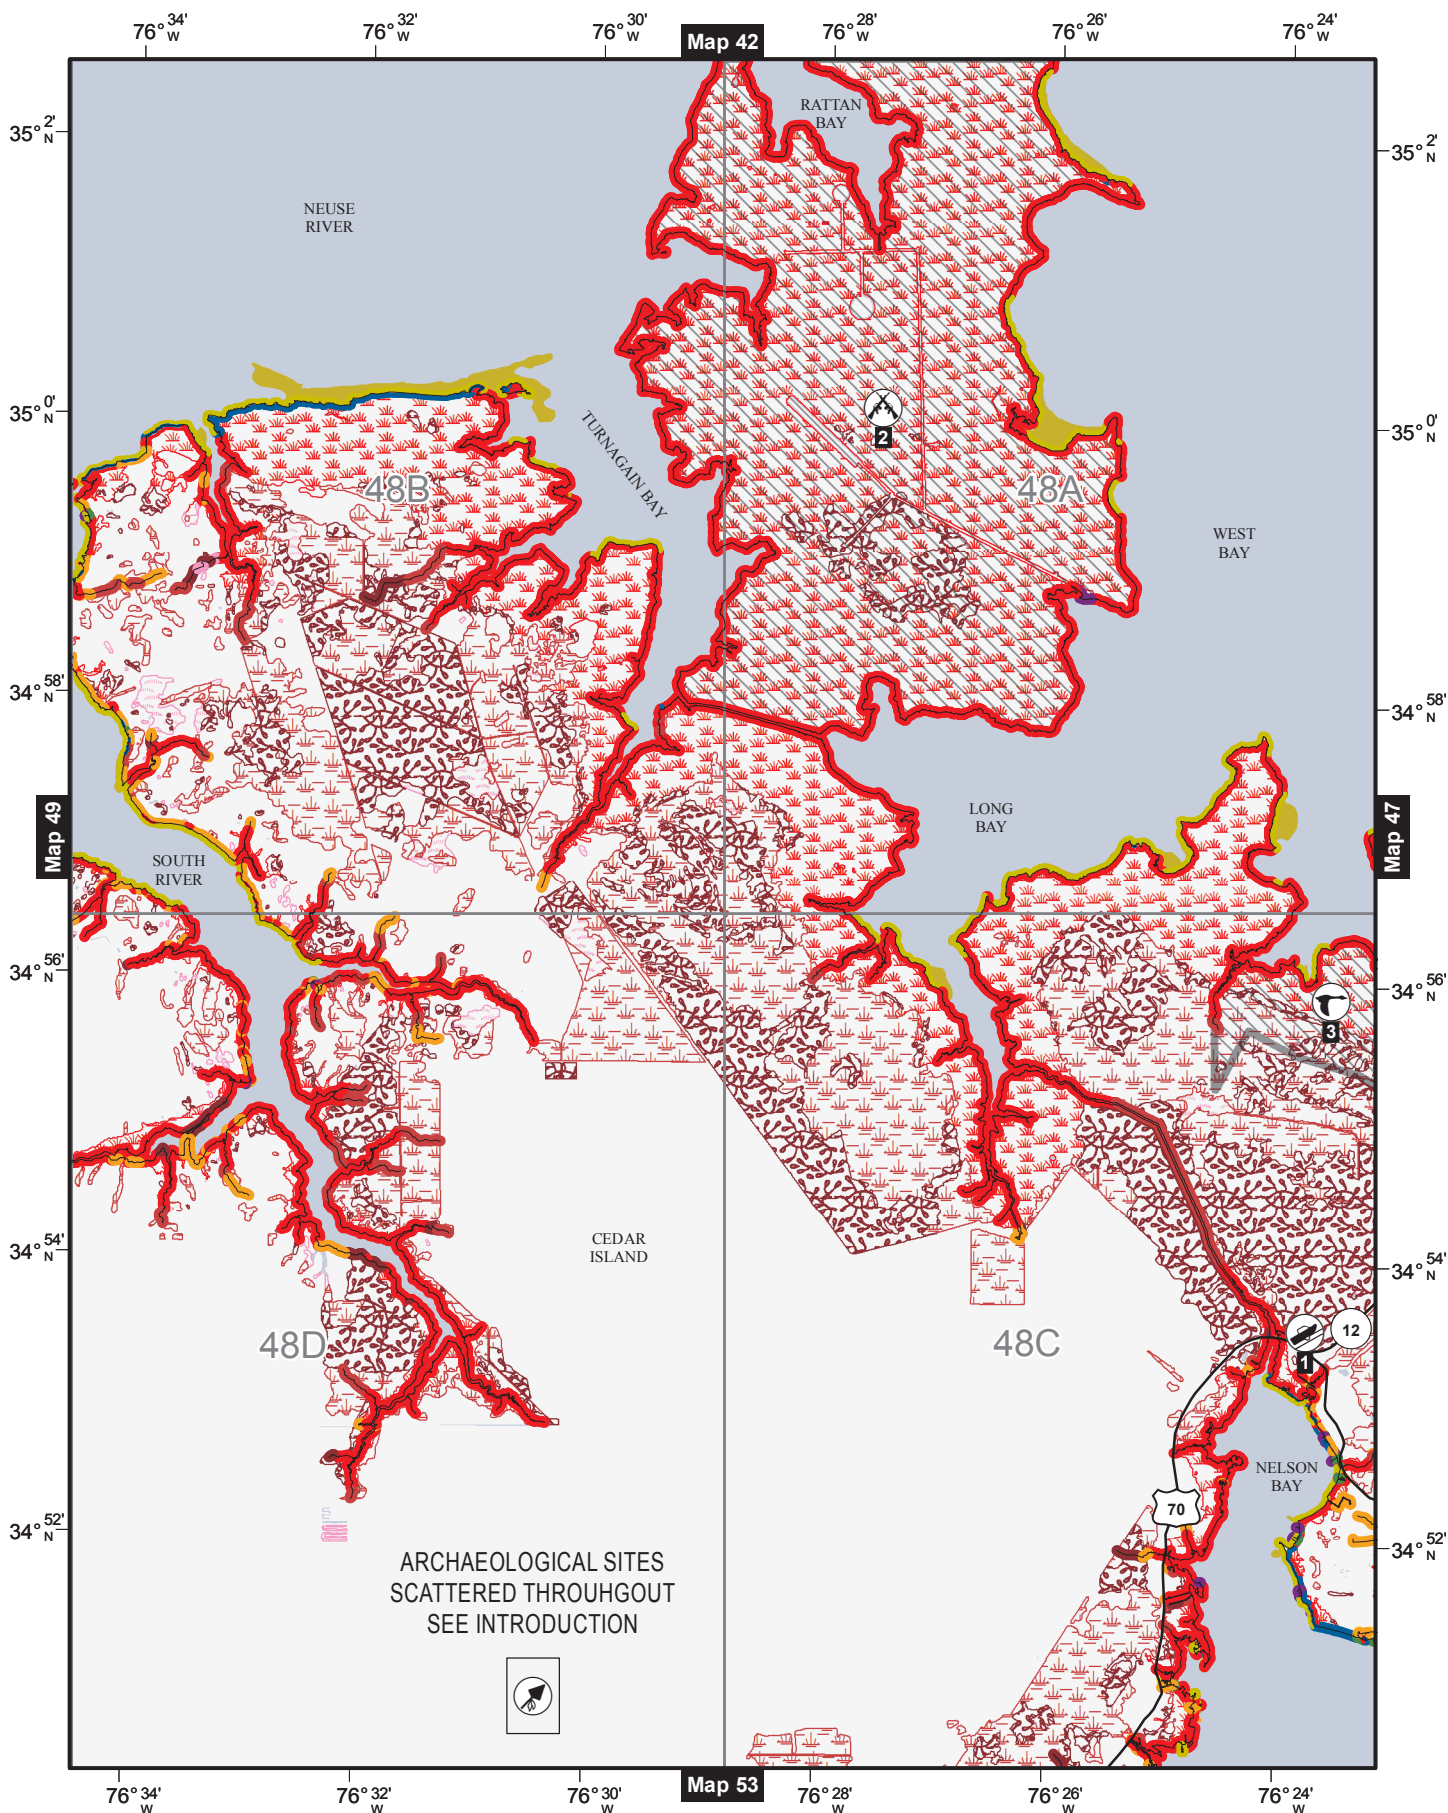 76° 34' W
76° 32' W
76° 30' W
Map 42
76° 28' W
76° 26' W
76° 24' W
35° 2' N
35° 2' N
RATTAN
BAY
NEUSE
RIVER
35° 0' N
35° 0' N
TURNAGAIN BAY
2
48B
48A
WEST
BAY
34° 58' N
34° 58' N
Map 49
Map 47
LONG
BAY
SOUTH
RIVER
34° 56' N
34° 56' N
3
CEDAR
ISLAND
34° 54' N
34° 54' N
48D
48C
12
1
NELSON
BAY
70
34° 52' N
34° 52' N
ARCHAEOLOGICAL SITES
SCATTERED THROUHGOUT
SEE INTRODUCTION
76° 34' W
76° 32' W
76° 30' W
Map 53
76° 28' W
76° 26' W
76° 24' W